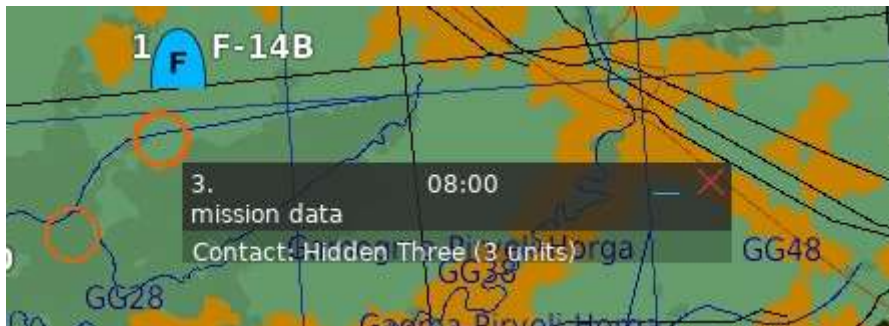 1 F F-14B
3. 08:00
mission data
Contact: Hidden Three (3 units)
GG48
GG38
GG28